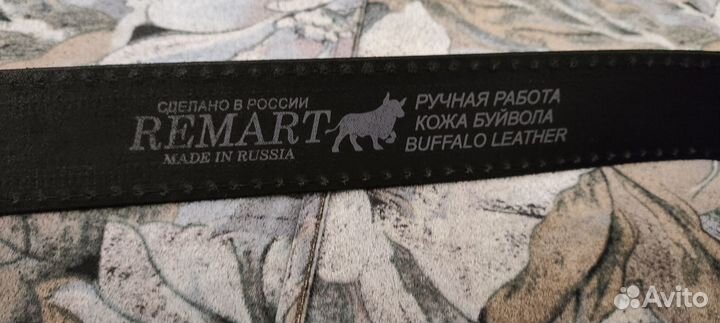 СДЕЛАНО В РОССИИ
REMART
MADE IN RUSSIA
РУЧНАЯ РАБОТА
КОЖА БУЙВОЛА
BUFFALO LEATHER
Avito